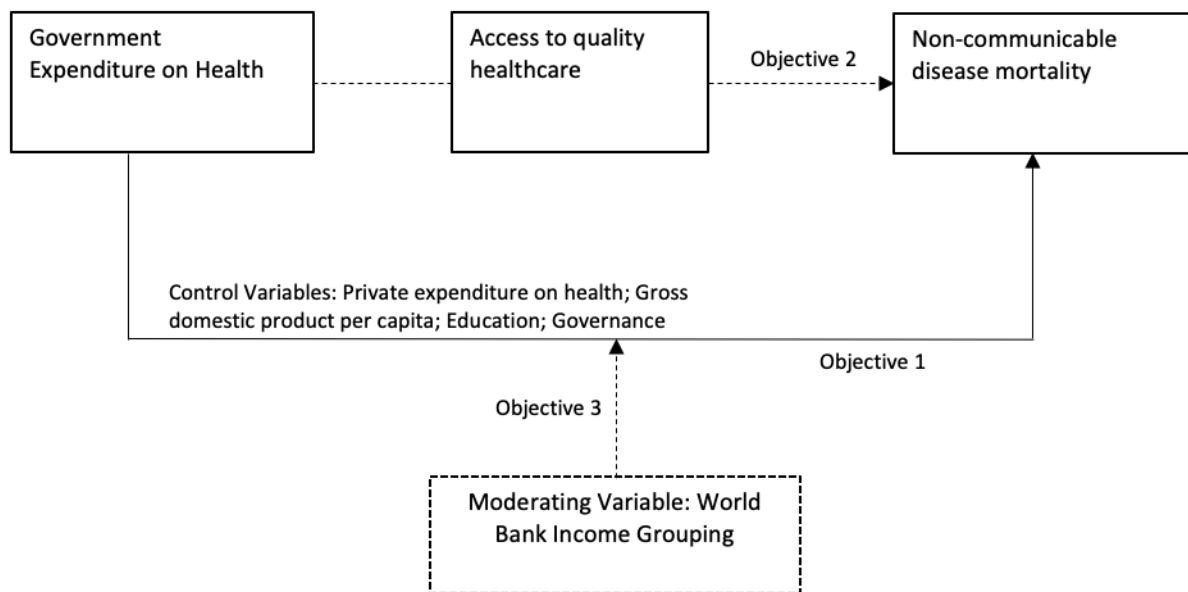 Government
Expenditure on Health
Access to quality
healthcare
Objective 2
Non-communicable
disease mortality
Control Variables: Private expenditure on health; Gross
domestic product per capita; Education; Governance
Objective 1
Objective 3
Moderating Variable: World
Bank Income Grouping